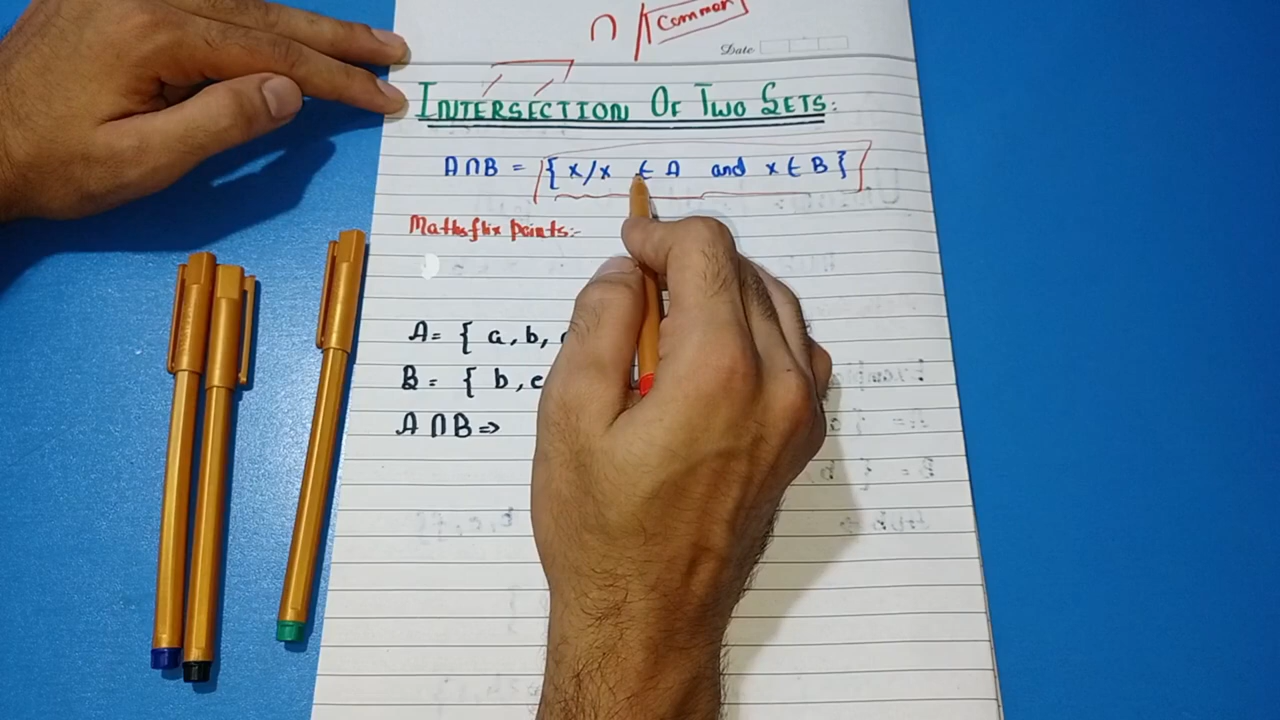 ∩ / Common
Date
INTERSECTION OF TWO SETS:
A∩B = { x/x ∈ A and x ∈ B }
Mathsflix points:-
A = { a, b,
B = { b, e
A ∩ B ⇒